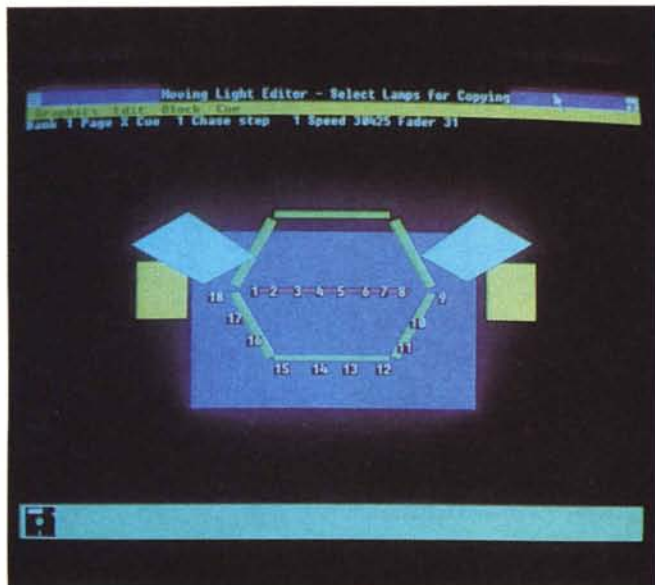 Moving Light Editor - Select Lamps for Copying
Graphics Edit Block Cue
Bank 1 Page X Cue 1 Chase step 1 Speed 30425 Fader 31
18 1 2 3 4 5 6 7 8 9
17 10
16 11
15 14 13 12